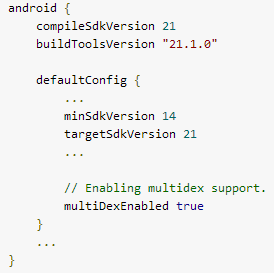 android {
    compileSdkVersion 21
    buildToolsVersion "21.1.0"

    defaultConfig {
        ...
        minSdkVersion 14
        targetSdkVersion 21
        ...

        // Enabling multidex support.
        multiDexEnabled true
    }
    ...
}